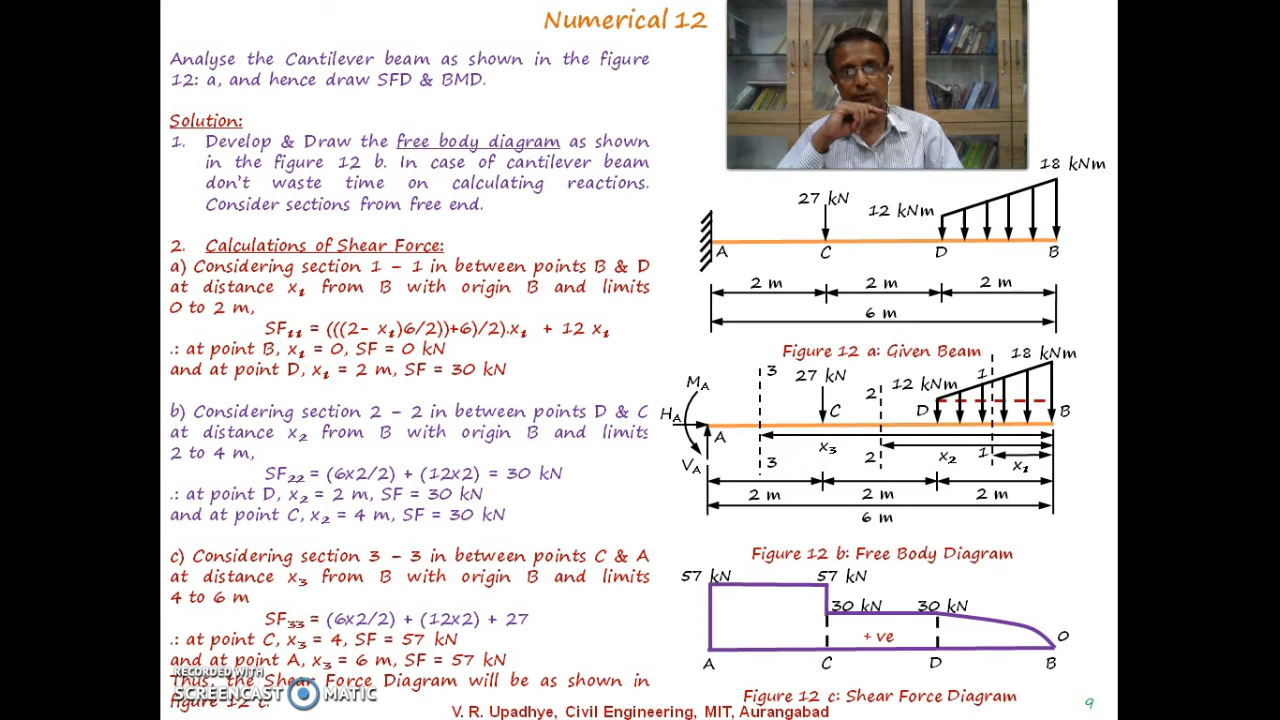 Numerical 12
Analyse the Cantilever beam as shown in the figure
12: a, and hence draw SFD & BMD.
Solution:
1. Develop & Draw the free body diagram as shown
in the figure 12 b. In case of cantilever beam
don't waste time on calculating reactions.
Consider sections from free end.
2. Calculations of Shear Force:
a) Considering section 1 – 1 in between points B & D
at distance x₁ from B with origin B and limits
0 to 2 m,
SF₁₁ = (((2- x₁)6/2))+6)/2).x₁ + 12 x₁
.: at point B, x₁ = 0, SF = 0 kN
and at point D, x₁ = 2 m, SF = 30 kN
b) Considering section 2 – 2 in between points D & C
at distance x₂ from B with origin B and limits
2 to 4 m,
SF₂₂ = (6x2/2) + (12x2) = 30 kN
.: at point D, x₂ = 2 m, SF = 30 kN
and at point C, x₂ = 4 m, SF = 30 kN
c) Considering section 3 – 3 in between points C & A
at distance x₃ from B with origin B and limits
4 to 6 m
SF₃₃ = (6x2/2) + (12x2) + 27
.: at point C, x₃ = 4, SF = 57 kN
and at point A, x₃ = 6 m, SF = 57 kN
Thus, the Shear Force Diagram will be as shown in
figure 12 c.
RECORDED WITH
SCREENCAST MATIC
V. R. Upadhye, Civil Engineering, MIT, Aurangabad
18 kNm
27 kN
12 kNm
A C D B
2 m 2 m 2 m
6 m
Figure 12 a: Given Beam
18 kNm
3 27 kN 12 kNm 1
M_A 2
H_A C D B
A
x₃ x₂ x₁
V_A 3 2 1
2 m 2 m 2 m
6 m
Figure 12 b: Free Body Diagram
57 kN 57 kN
30 kN 30 kN
+ ve 0
A C D B
Figure 12 c: Shear Force Diagram
9